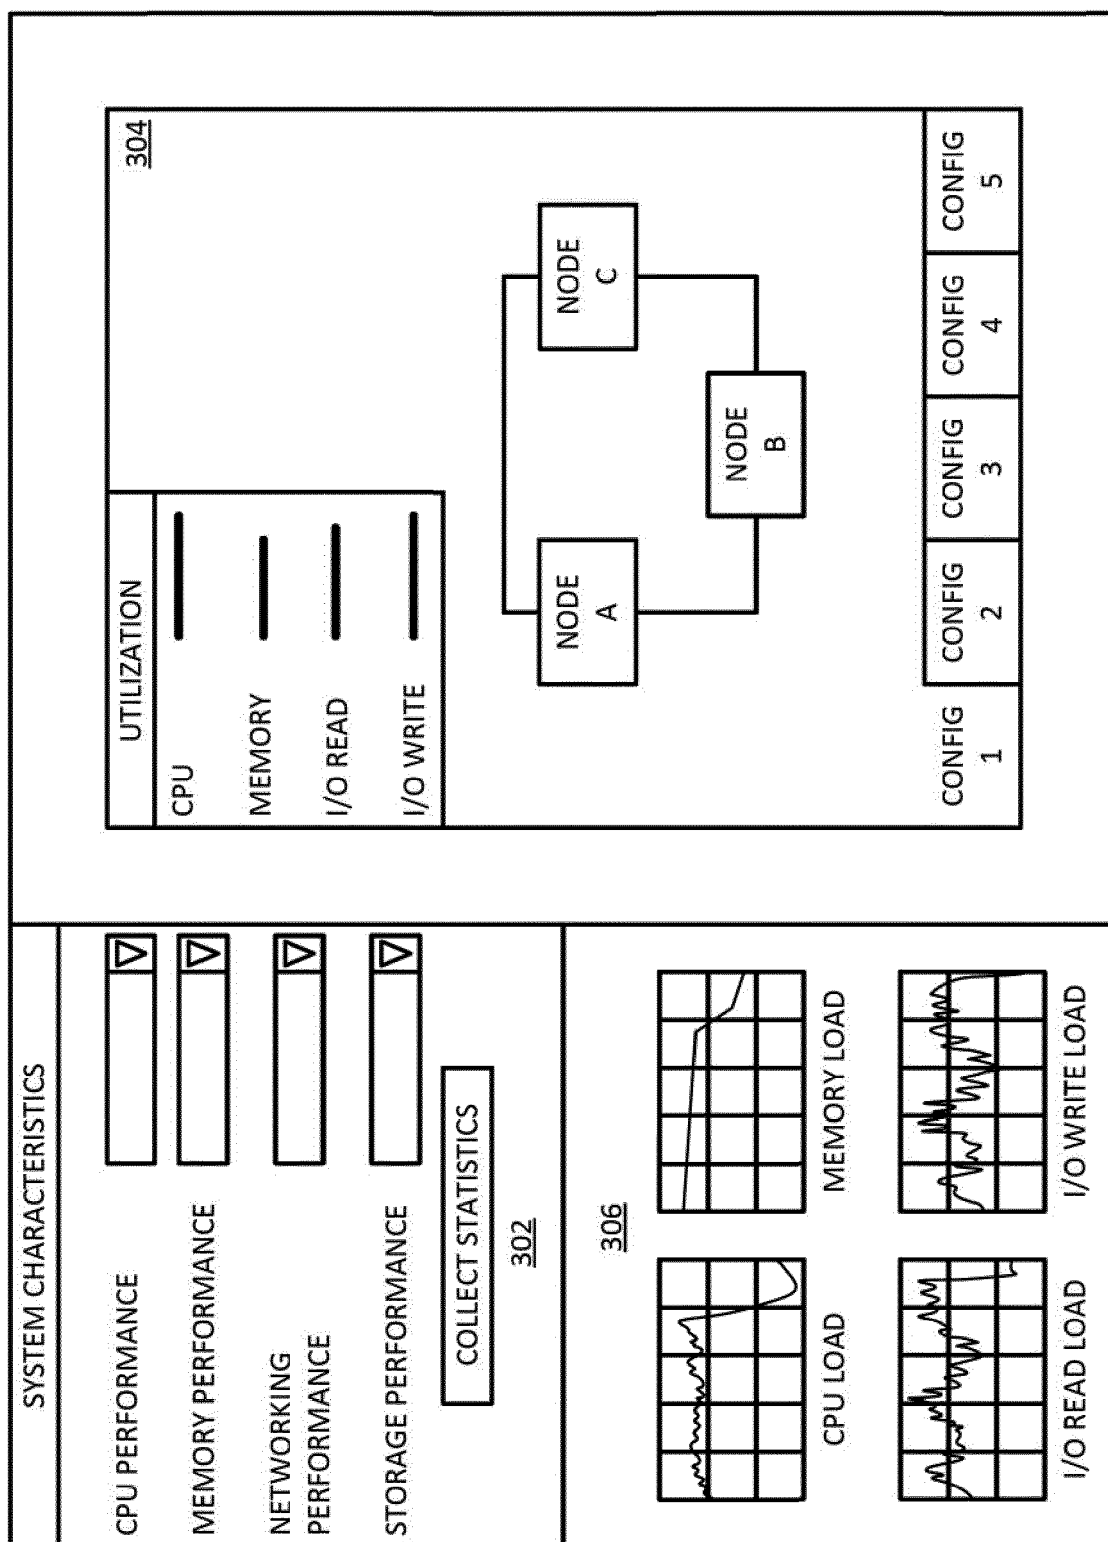 SYSTEM CHARACTERISTICS
CPU PERFORMANCE
MEMORY PERFORMANCE
NETWORKING
PERFORMANCE
STORAGE PERFORMANCE
COLLECT STATISTICS
302
306
CPU LOAD
MEMORY LOAD
I/O READ LOAD
I/O WRITE LOAD
304
UTILIZATION
CPU
MEMORY
I/O READ
I/O WRITE
NODE
A
NODE
C
NODE
B
CONFIG
1
CONFIG
2
CONFIG
3
CONFIG
4
CONFIG
5